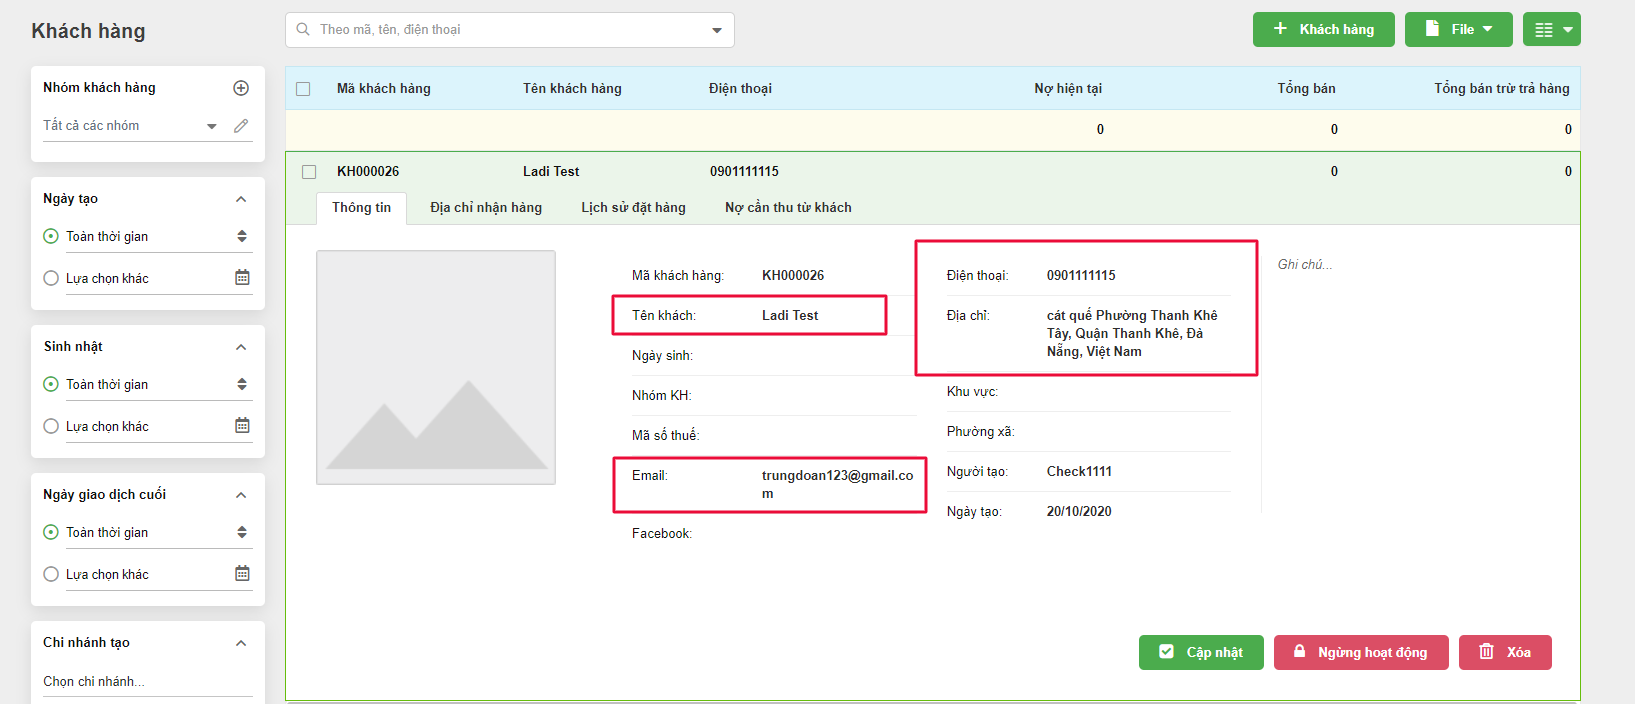 Khách hàng
Theo mã, tên, điện thoại
Khách hàng
File
Nhóm khách hàng
Tất cả các nhóm
Ngày tạo
Toàn thời gian
Lựa chọn khác
Sinh nhật
Toàn thời gian
Lựa chọn khác
Ngày giao dịch cuối
Toàn thời gian
Lựa chọn khác
Chi nhánh tạo
Chọn chi nhánh...
Mã khách hàng Tên khách hàng Điện thoại Nợ hiện tại Tổng bán Tổng bán trừ trả hàng
0 0 0
KH000026 Ladi Test 0901111115 0 0
Thông tin Địa chỉ nhận hàng Lịch sử đặt hàng Nợ cần thu từ khách
Mã khách hàng: KH000026
Tên khách: Ladi Test
Ngày sinh:
Nhóm KH:
Mã số thuế:
Email: trungdoan123@gmail.co
m
Facebook:
Điện thoại: 0901111115
Địa chỉ: cát quế Phường Thanh Khê
Tây, Quận Thanh Khê, Đà
Nẵng, Việt Nam
Khu vực:
Phường xã:
Người tạo: Check1111
Ngày tạo: 20/10/2020
Ghi chú...
Cập nhật Ngừng hoạt động Xóa